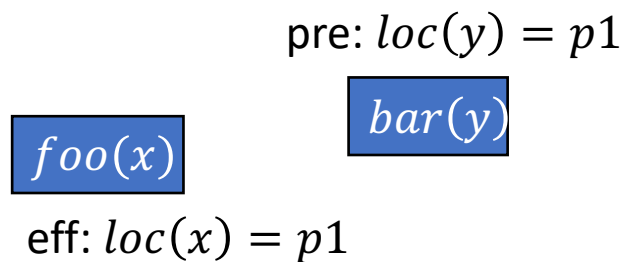 pre: loc(y) = p1
bar(y)
foo(x)
eff: loc(x) = p1